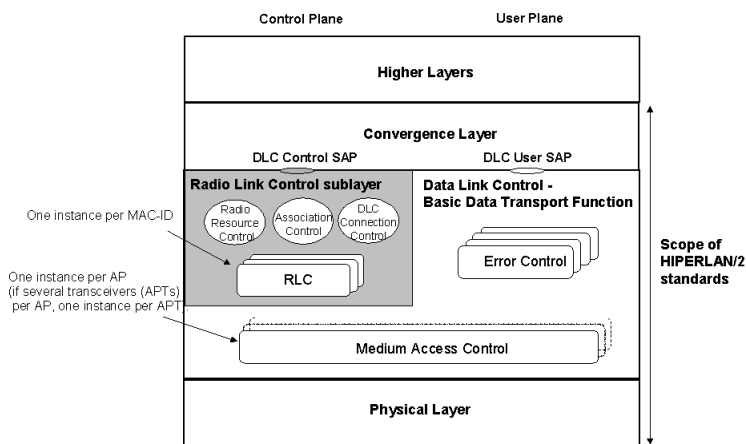 Control Plane
User Plane
Higher Layers
Convergence Layer
DLC Control SAP
DLC User SAP
Radio Link Control sublayer
Radio
Resource
Control
Association
Control
DLC
Connection
Control
RLC
Data Link Control -
Basic Data Transport Function
Error Control
One instance per MAC-ID
One instance per AP
(if several transceivers (APTs)
per AP, one instance per APT)
Medium Access Control
Physical Layer
Scope of
HIPERLAN/2
standards